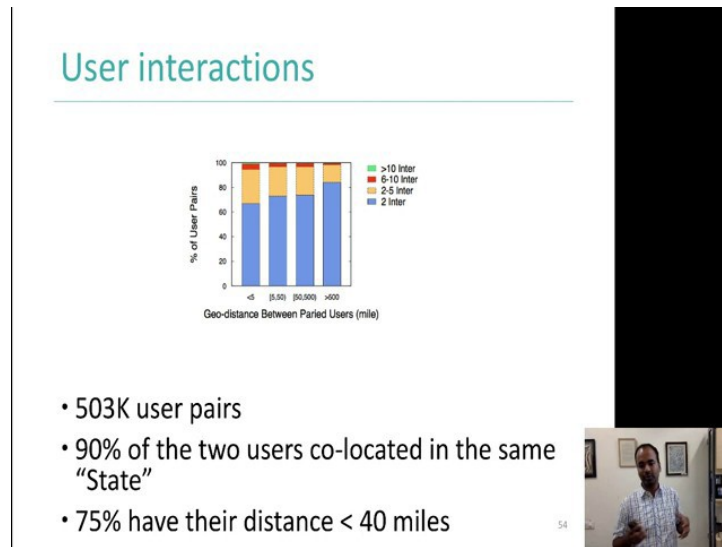 User interactions
100
80
60
40
20
0
% of User Pairs
<5
[5,50)
[50,500)
>500
Geo-distance Between Paried Users (mile)
>10 Inter
6-10 Inter
2-5 Inter
2 Inter
• 503K user pairs
• 90% of the two users co-located in the same
“State”
• 75% have their distance < 40 miles
54